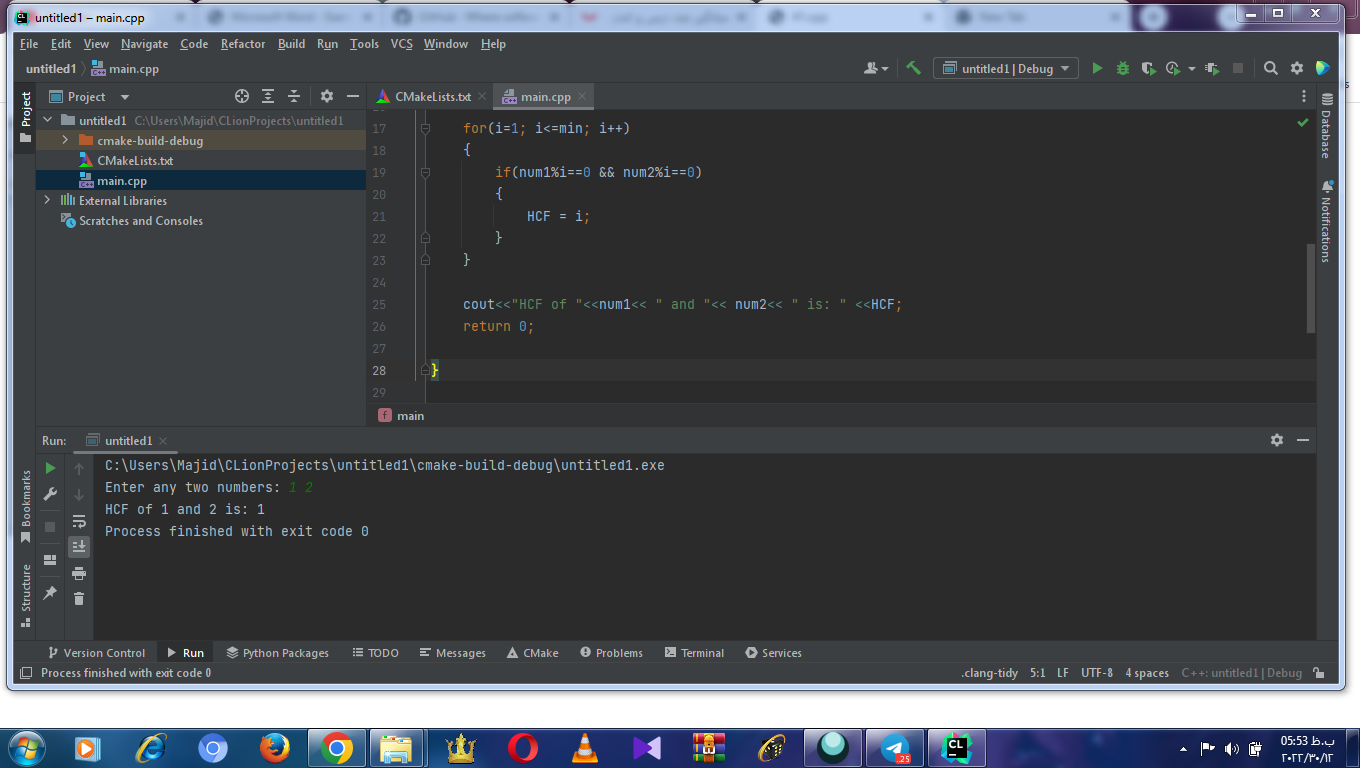 untitled1 – main.cpp
File Edit View Navigate Code Refactor Build Run Tools VCS Window Help
untitled1 main.cpp
untitled1 | Debug
Project
Project
CMakeLists.txt
main.cpp
untitled1 C:\Users\Majid\CLionProjects\untitled1
cmake-build-debug
CMakeLists.txt
main.cpp
External Libraries
Scratches and Consoles
17 for(i=1; i<=min; i++)
18 {
19 if(num1%i==0 && num2%i==0)
20 {
21 HCF = i;
22 }
23 }
24
25 cout<<"HCF of "<<num1<< " and "<< num2<< " is: " <<HCF;
26 return 0;
27
28 }
29
f main
Database
Notifications
Run: untitled1
C:\Users\Majid\CLionProjects\untitled1\cmake-build-debug\untitled1.exe
Enter any two numbers: 1 2
HCF of 1 and 2 is: 1
Process finished with exit code 0
Bookmarks
Structure
Version Control Run Python Packages TODO Messages CMake Problems Terminal Services
Process finished with exit code 0
.clang-tidy 5:1 LF UTF-8 4 spaces C++: untitled1 | Debug
.25
CL
05:53 ب.ظ
۲۰۲۲/۳۰/۱۲